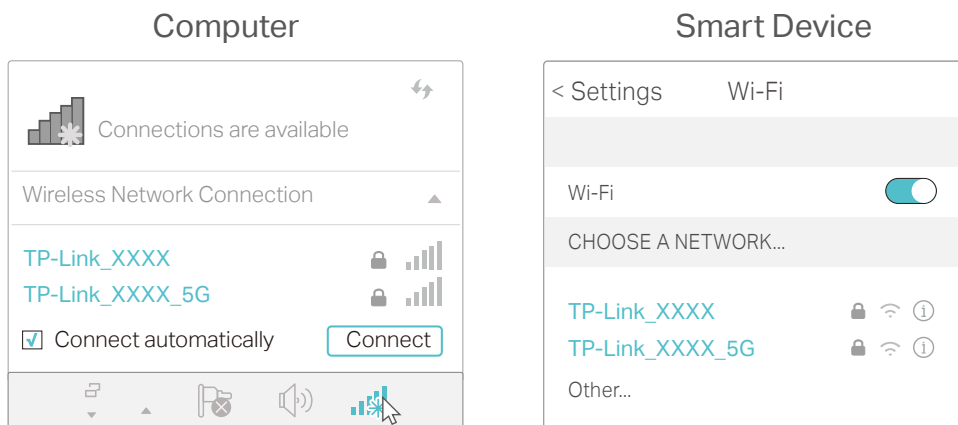 Computer
Connections are available
Wireless Network Connection
TP-Link_XXXX
TP-Link_XXXX_5G
Connect automatically
Connect
Smart Device
< Settings
Wi-Fi
Wi-Fi
CHOOSE A NETWORK...
TP-Link_XXXX
TP-Link_XXXX_5G
Other...